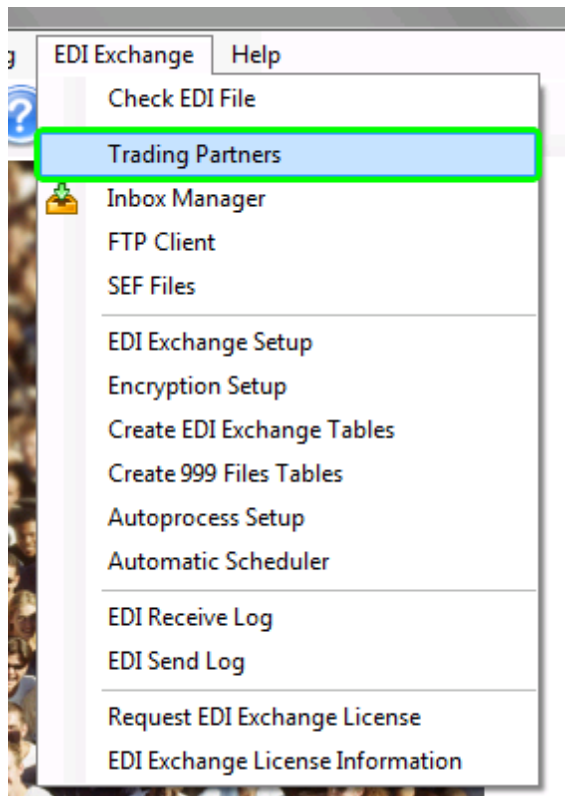 EDI Exchange Help
Check EDI File
Trading Partners
Inbox Manager
FTP Client
SEF Files
EDI Exchange Setup
Encryption Setup
Create EDI Exchange Tables
Create 999 Files Tables
Autoprocess Setup
Automatic Scheduler
EDI Receive Log
EDI Send Log
Request EDI Exchange License
EDI Exchange License Information